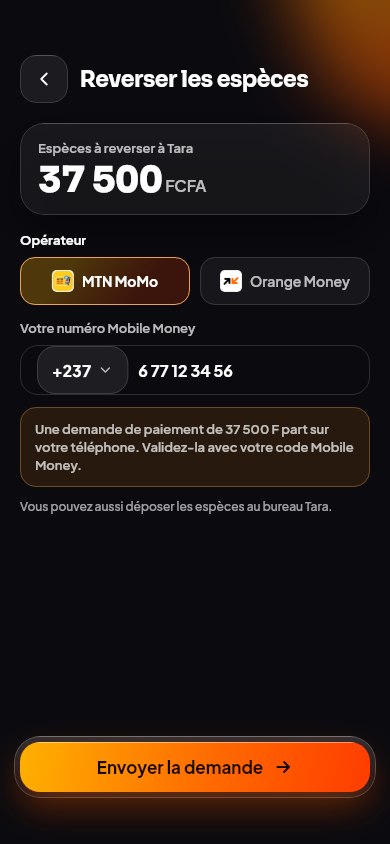 Reverser les espèces
Espèces à reverser à Tara
37 500 FCFA
Opérateur
MTN MoMo
Orange Money
Votre numéro Mobile Money
+237
6 77 12 34 56
Une demande de paiement de 37 500 F part sur
votre téléphone. Validez-la avec votre code Mobile
Money.
Vous pouvez aussi déposer les espèces au bureau Tara.
Envoyer la demande →